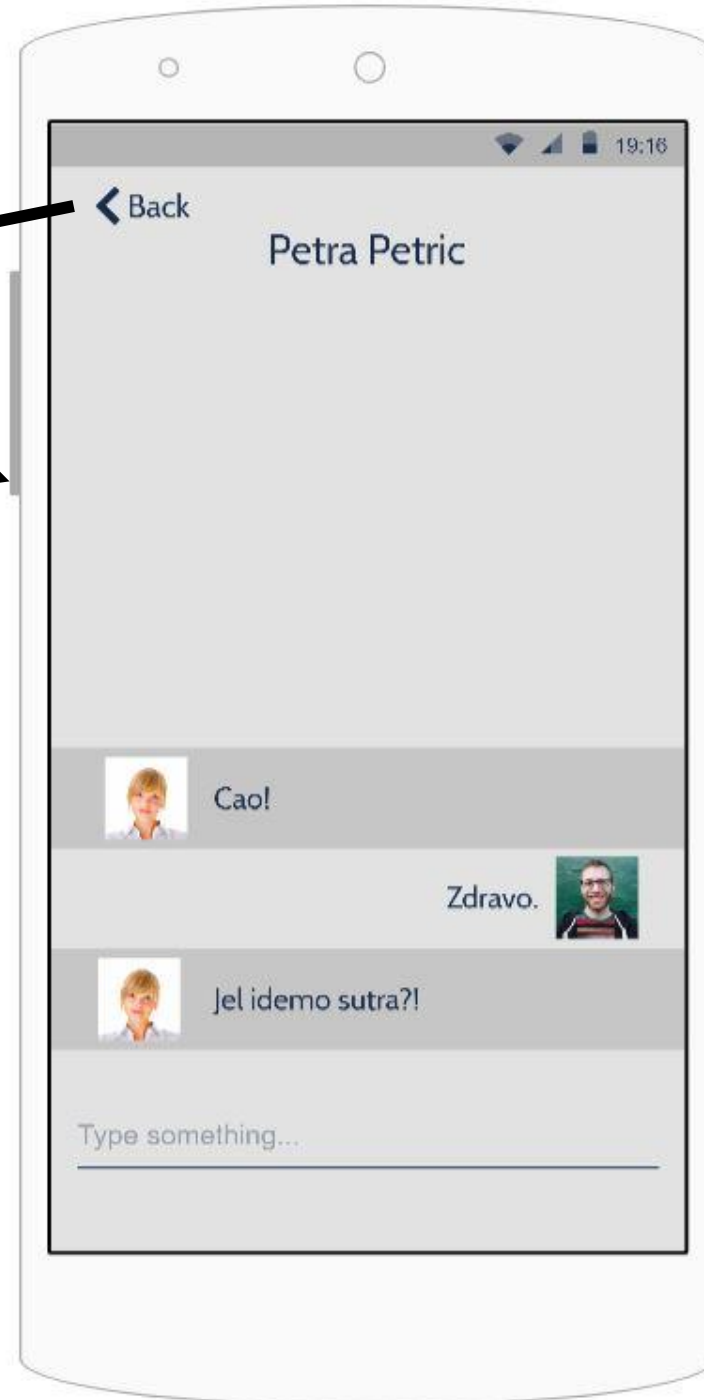 19:16
Back
Petra Petric
Cao!
Zdravo.
Jel idemo sutra?!
Type something...